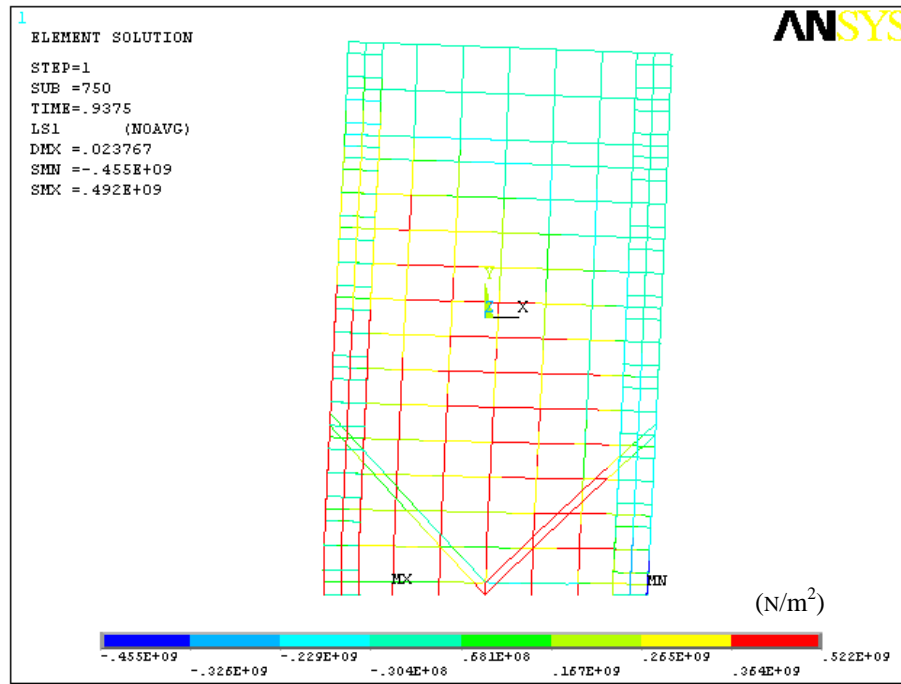 1
ANSYS
ELEMENT SOLUTION
STEP=1
SUB =750
TIME=.9375
LS1 (NOAVG)
DMX =.023767
SMN =-.455E+09
SMX =.492E+09
Y
Z X
MX MN
(N/m²)
-.455E+09 -.229E+09 .681E+08 .265E+09 .522E+09
-.326E+09 -.304E+08 .167E+09 .364E+09